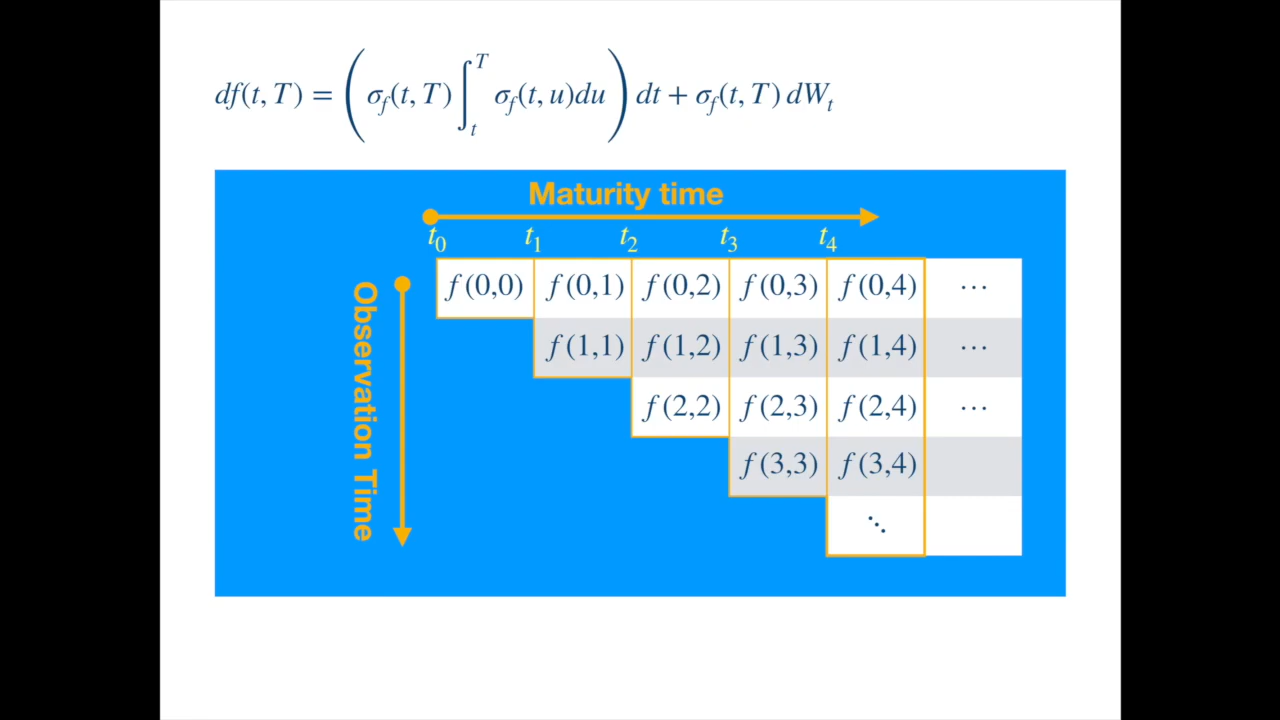 df(t, T) = ( σ_f(t, T) ∫_t^T σ_f(t, u)du ) dt + σ_f(t, T) dW_t
Maturity time
t_0 t_1 t_2 t_3 t_4
Observation Time
f(0,0) f(0,1) f(0,2) f(0,3) f(0,4) ⋯
f(1,1) f(1,2) f(1,3) f(1,4) ⋯
f(2,2) f(2,3) f(2,4) ⋯
f(3,3) f(3,4)
⋱